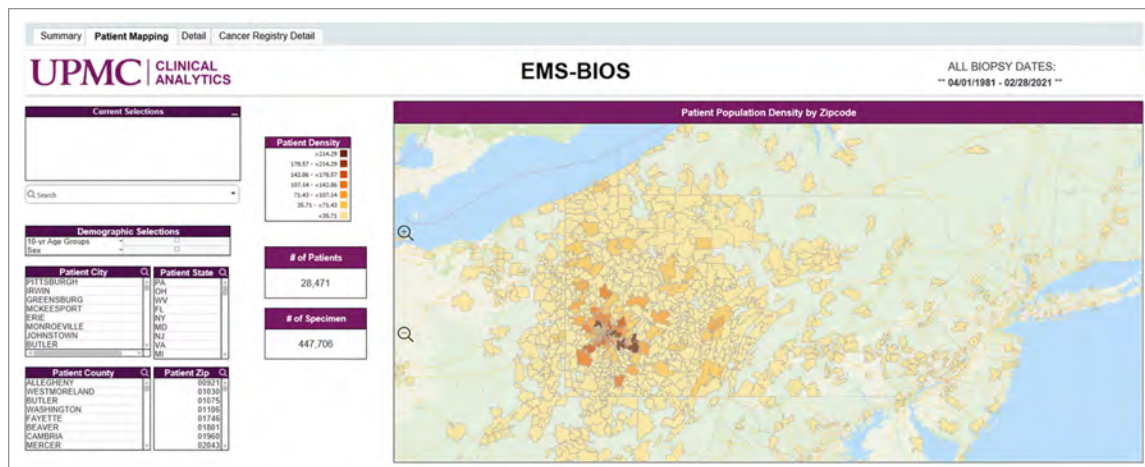 Summary Patient Mapping Detail Cancer Registry Detail
UPMC CLINICAL ANALYTICS
EMS-BIOS
ALL BIOPSY DATES:
** 04/01/1981 - 02/28/2021 **
Current Selections
Search
Demographic Selections
10-yr Age Groups
Sex
Patient City
PITTSBURGH
IRWIN
GREENSBURG
MCKEESPORT
ERIE
MONROEVILLE
JOHNSTOWN
BUTLER
Patient State
PA
OH
WV
FL
NY
MD
NJ
VA
MI
Patient County
ALLEGHENY
WESTMORELAND
BUTLER
WASHINGTON
FAYETTE
BEAVER
CAMBRIA
MERCER
Patient Zip
00921
01030
01075
01106
01746
01801
01960
02043
Patient Density
>214.29
178.57 - <214.29
142.86 - <178.57
107.14 - <142.86
71.43 - <107.14
35.71 - <71.43
<35.71
# of Patients
28,471
# of Specimen
447,706
Patient Population Density by Zipcode